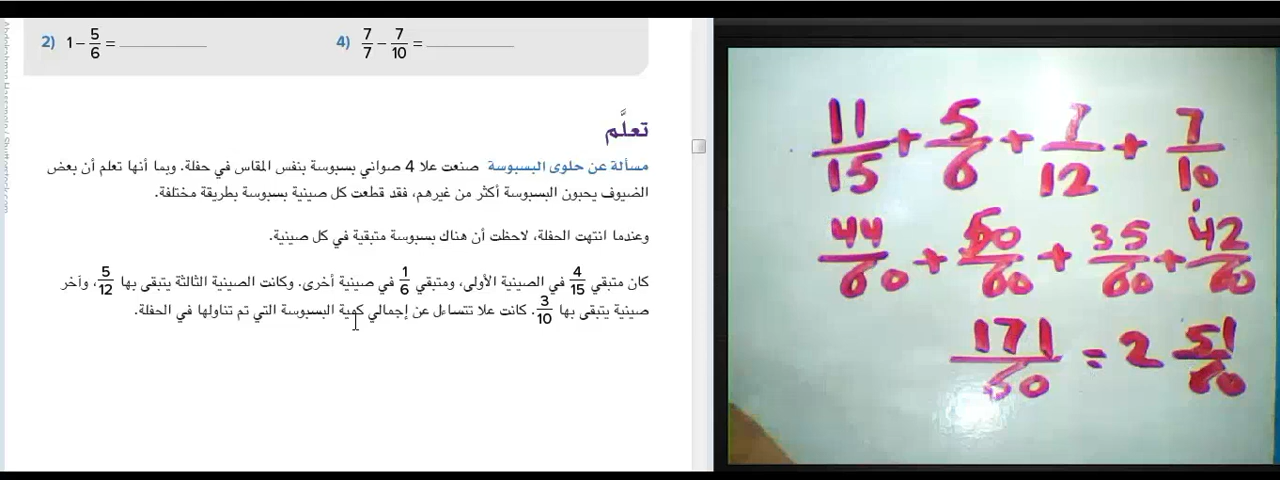 2) 1 − 5/6 = ________ 4) 7/7 − 7/10 = ________
تعلَّم
مسألة عن حلوى البسبوسة صنعت علا 4 صواني بسبوسة بنفس المقاس في حفلة. وبما أنها تعلم أن بعض
الضيوف يحبون البسبوسة أكثر من غيرهم، فقد قطعت كل صينية بسبوسة بطريقة مختلفة.
وعندما انتهت الحفلة، لاحظت أن هناك بسبوسة متبقية في كل صينية.
كان متبقي 4/15 في الصينية الأولى، ومتبقي 1/6 في صينية أخرى. وكانت الصينية الثالثة يتبقى بها 5/12، وآخر
صينية يتبقى بها 3/10. كانت علا تتساءل عن إجمالي كمية البسبوسة التي تم تناولها في الحفلة.
11/15 + 5/6 + 7/12 + 7/10
44/60 + 50/60 + 35/60 + 42/60
171/60 = 2 51/60